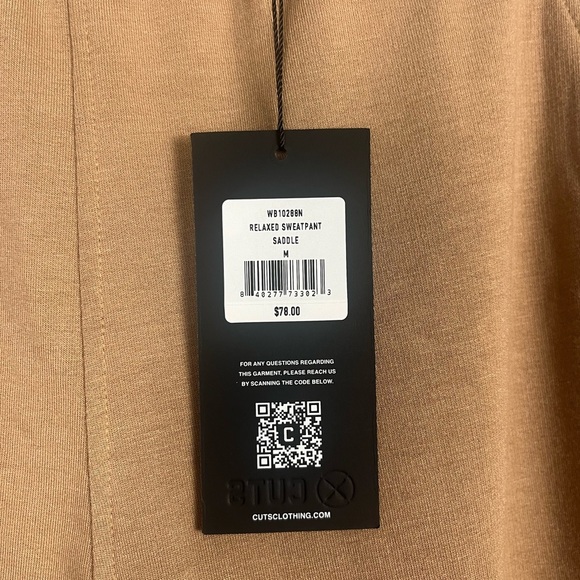 WB10288N
RELAXED SWEATPANT
SADDLE
M
8 40277 73302 3
$78.00
FOR ANY QUESTIONS REGARDING
THIS GARMENT, PLEASE REACH US
BY SCANNING THE CODE BELOW.
C
CUTS
CUTSCLOTHING.COM